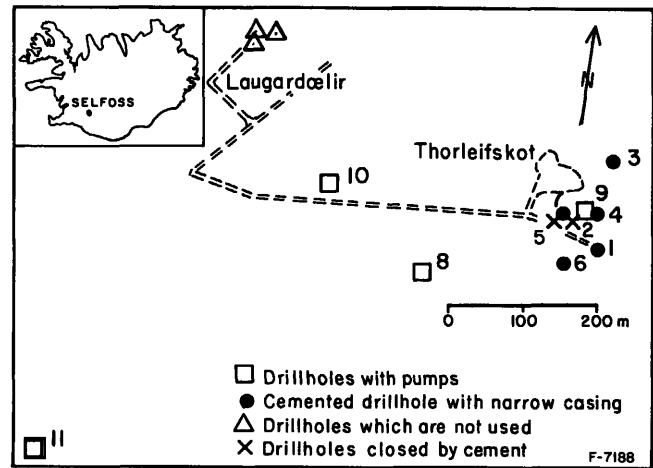 SELFOSS
Laugardœlir
N
Thorleifskot
3
10
9
7
4
5
2
1
8
6
0 100 200 m
Drillholes with pumps
Cemented drillhole with narrow casing
Drillholes which are not used
Drillholes closed by cement
11
F-7188